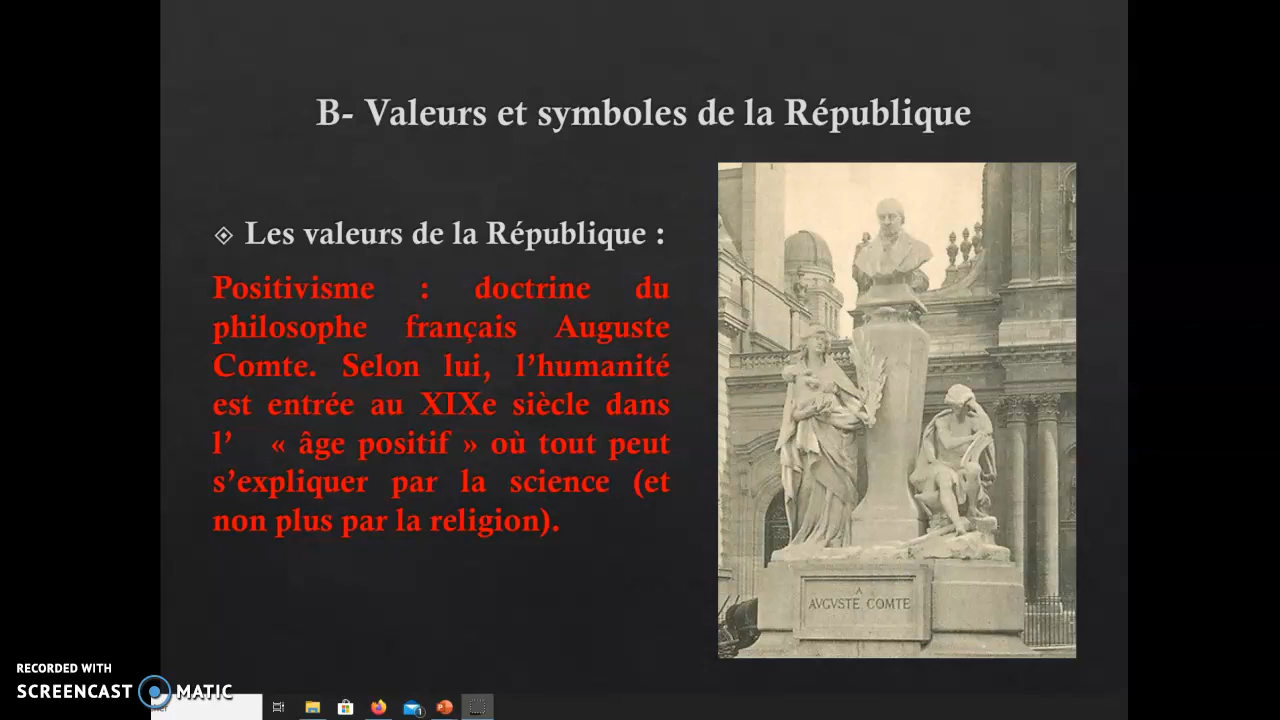 B- Valeurs et symboles de la République
Les valeurs de la République :
Positivisme : doctrine du
philosophe français Auguste
Comte. Selon lui, l’humanité
est entrée au XIXe siècle dans
l’ « âge positif » où tout peut
s’expliquer par la science (et
non plus par la religion).
A
AVGVSTE COMTE
RECORDED WITH
SCREENCAST MATIC